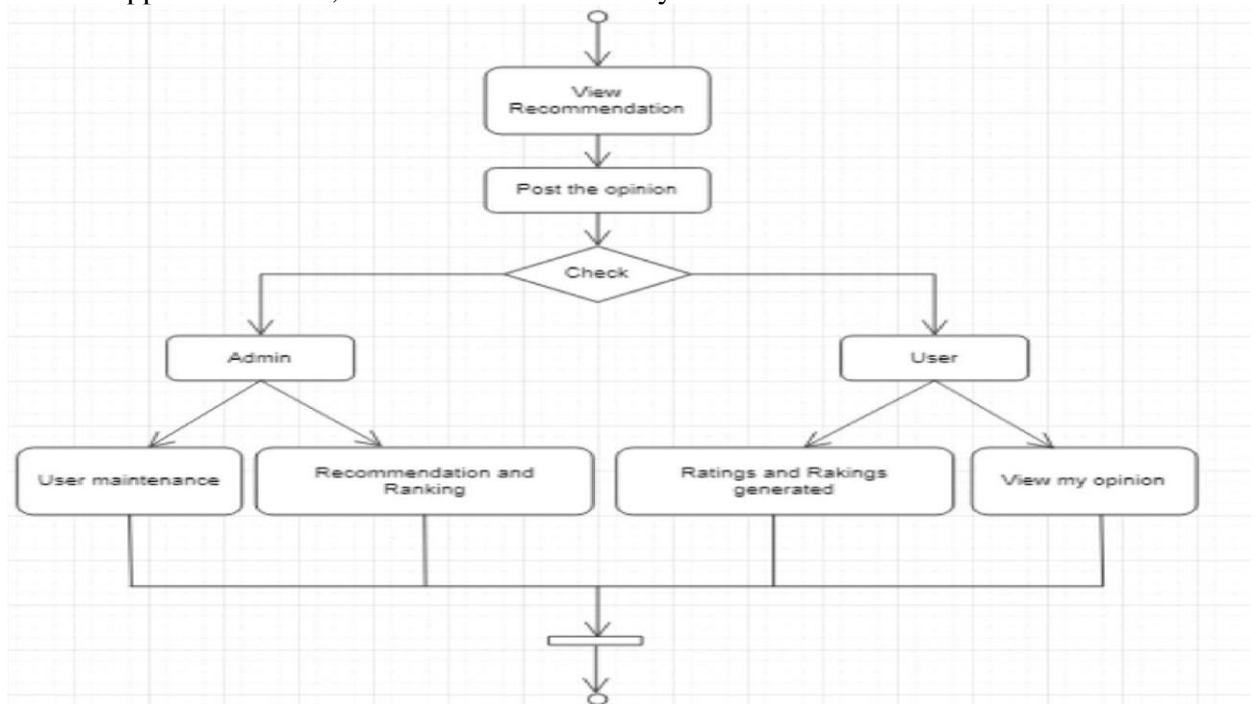 View
Recommendation
Post the opinion
Check
Admin
User
User maintenance
Recommendation and
Ranking
Ratings and Rakings
generated
View my opinion